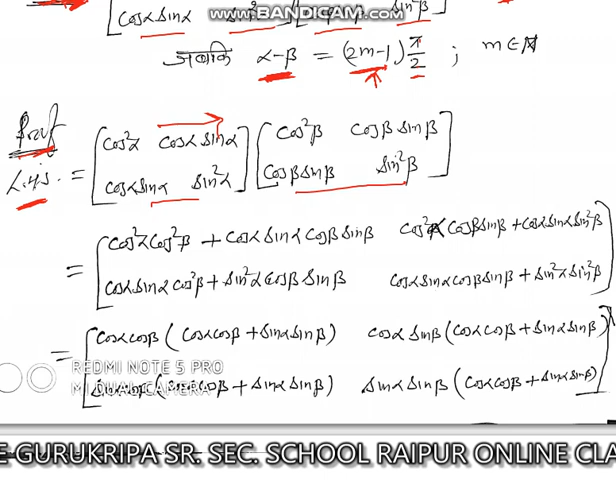 WWW.BANDICAM.COM
[cosα sinα
sin²β]
जबकि α-β = (2m-1) π/2 ; m∈N
Proof
L.H.S. = [cos²α cosα sinα] [cos²β cosβ sinβ]
[cosα sinα sin²α] [cosβ sinβ sin²β]
= [cos²α cos²β + cosα sinα cosβ sinβ cos²α cosβ sinβ + cosα sinα sin²β]
[cosα sinα cos²β + sin²α cosβ sinβ cosα sinα cosβ sinβ + sin²α sin²β]
= [cosα cosβ (cosα cosβ + sinα sinβ) cosα sinβ (cosα cosβ + sinα sinβ)]
REDMI NOTE 5 PRO
MI DUAL CAMERA
cosβ + sinα sinβ) sinα sinβ (cosα cosβ + sinα sinβ)]
E GURUKRIPA SR. SEC. SCHOOL RAIPUR ONLINE CLA